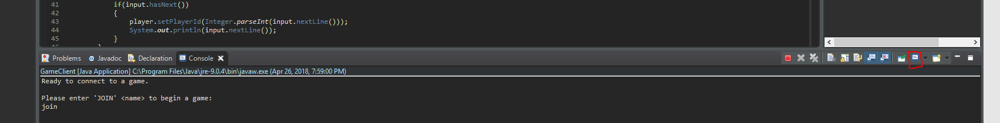 41 if(input.hasNext())
42 {
43 player.setPlayerId(Integer.parseInt(input.nextLine()));
44 System.out.println(input.nextLine());
45 }
Problems @ Javadoc Declaration Console
GameClient [Java Application] C:\Program Files\Java\jre-9.0.4\bin\javaw.exe (Apr 26, 2018, 7:59:00 PM)
Ready to connect to a game.
Please enter 'JOIN' <name> to begin a game:
join